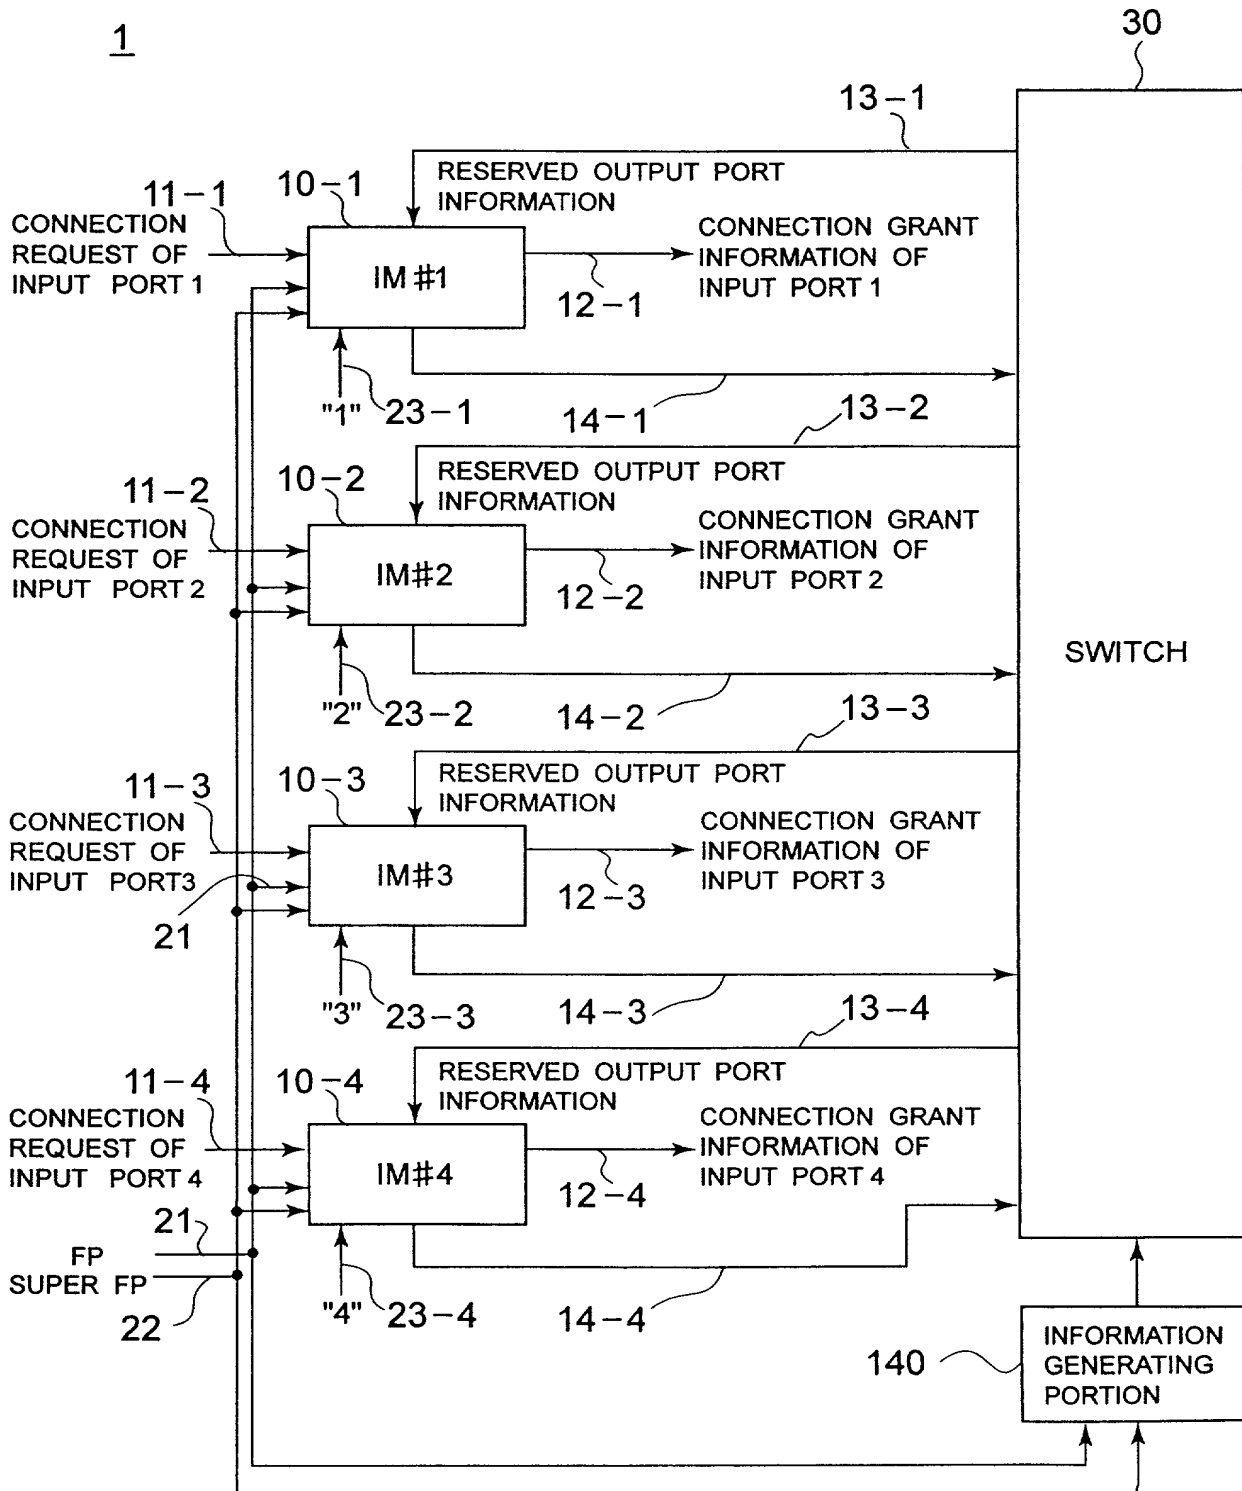 1
30
13-1
RESERVED OUTPUT PORT
INFORMATION
10-1
11-1
CONNECTION
REQUEST OF
INPUT PORT 1
IM #1
CONNECTION GRANT
INFORMATION OF
INPUT PORT 1
12-1
"1"
23-1
14-1
13-2
RESERVED OUTPUT PORT
INFORMATION
10-2
11-2
CONNECTION
REQUEST OF
INPUT PORT 2
IM#2
CONNECTION GRANT
INFORMATION OF
INPUT PORT 2
12-2
SWITCH
"2"
23-2
14-2
13-3
RESERVED OUTPUT PORT
INFORMATION
10-3
11-3
CONNECTION
REQUEST OF
INPUT PORT3
21
IM#3
CONNECTION GRANT
INFORMATION OF
INPUT PORT 3
12-3
"3"
23-3
14-3
13-4
RESERVED OUTPUT PORT
INFORMATION
10-4
11-4
CONNECTION
REQUEST OF
INPUT PORT 4
IM#4
CONNECTION GRANT
INFORMATION OF
INPUT PORT 4
12-4
21
FP
SUPER FP
22
"4"
23-4
14-4
140
INFORMATION
GENERATING
PORTION